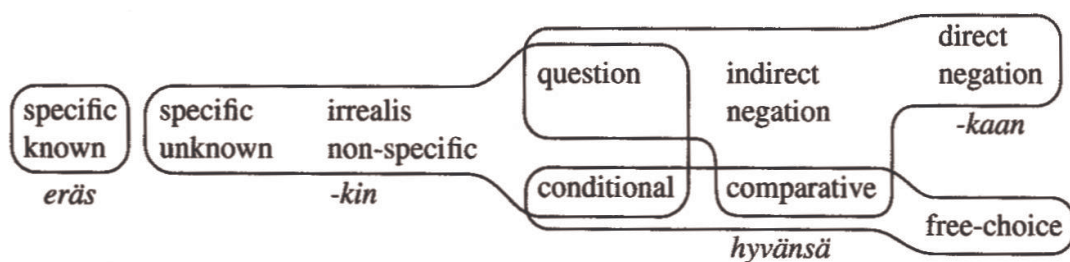 specific known
eräs
specific unknown
irrealis non-specific
-kin
question
conditional
indirect negation
comparative
hyvänsä
direct negation
-kaan
free-choice